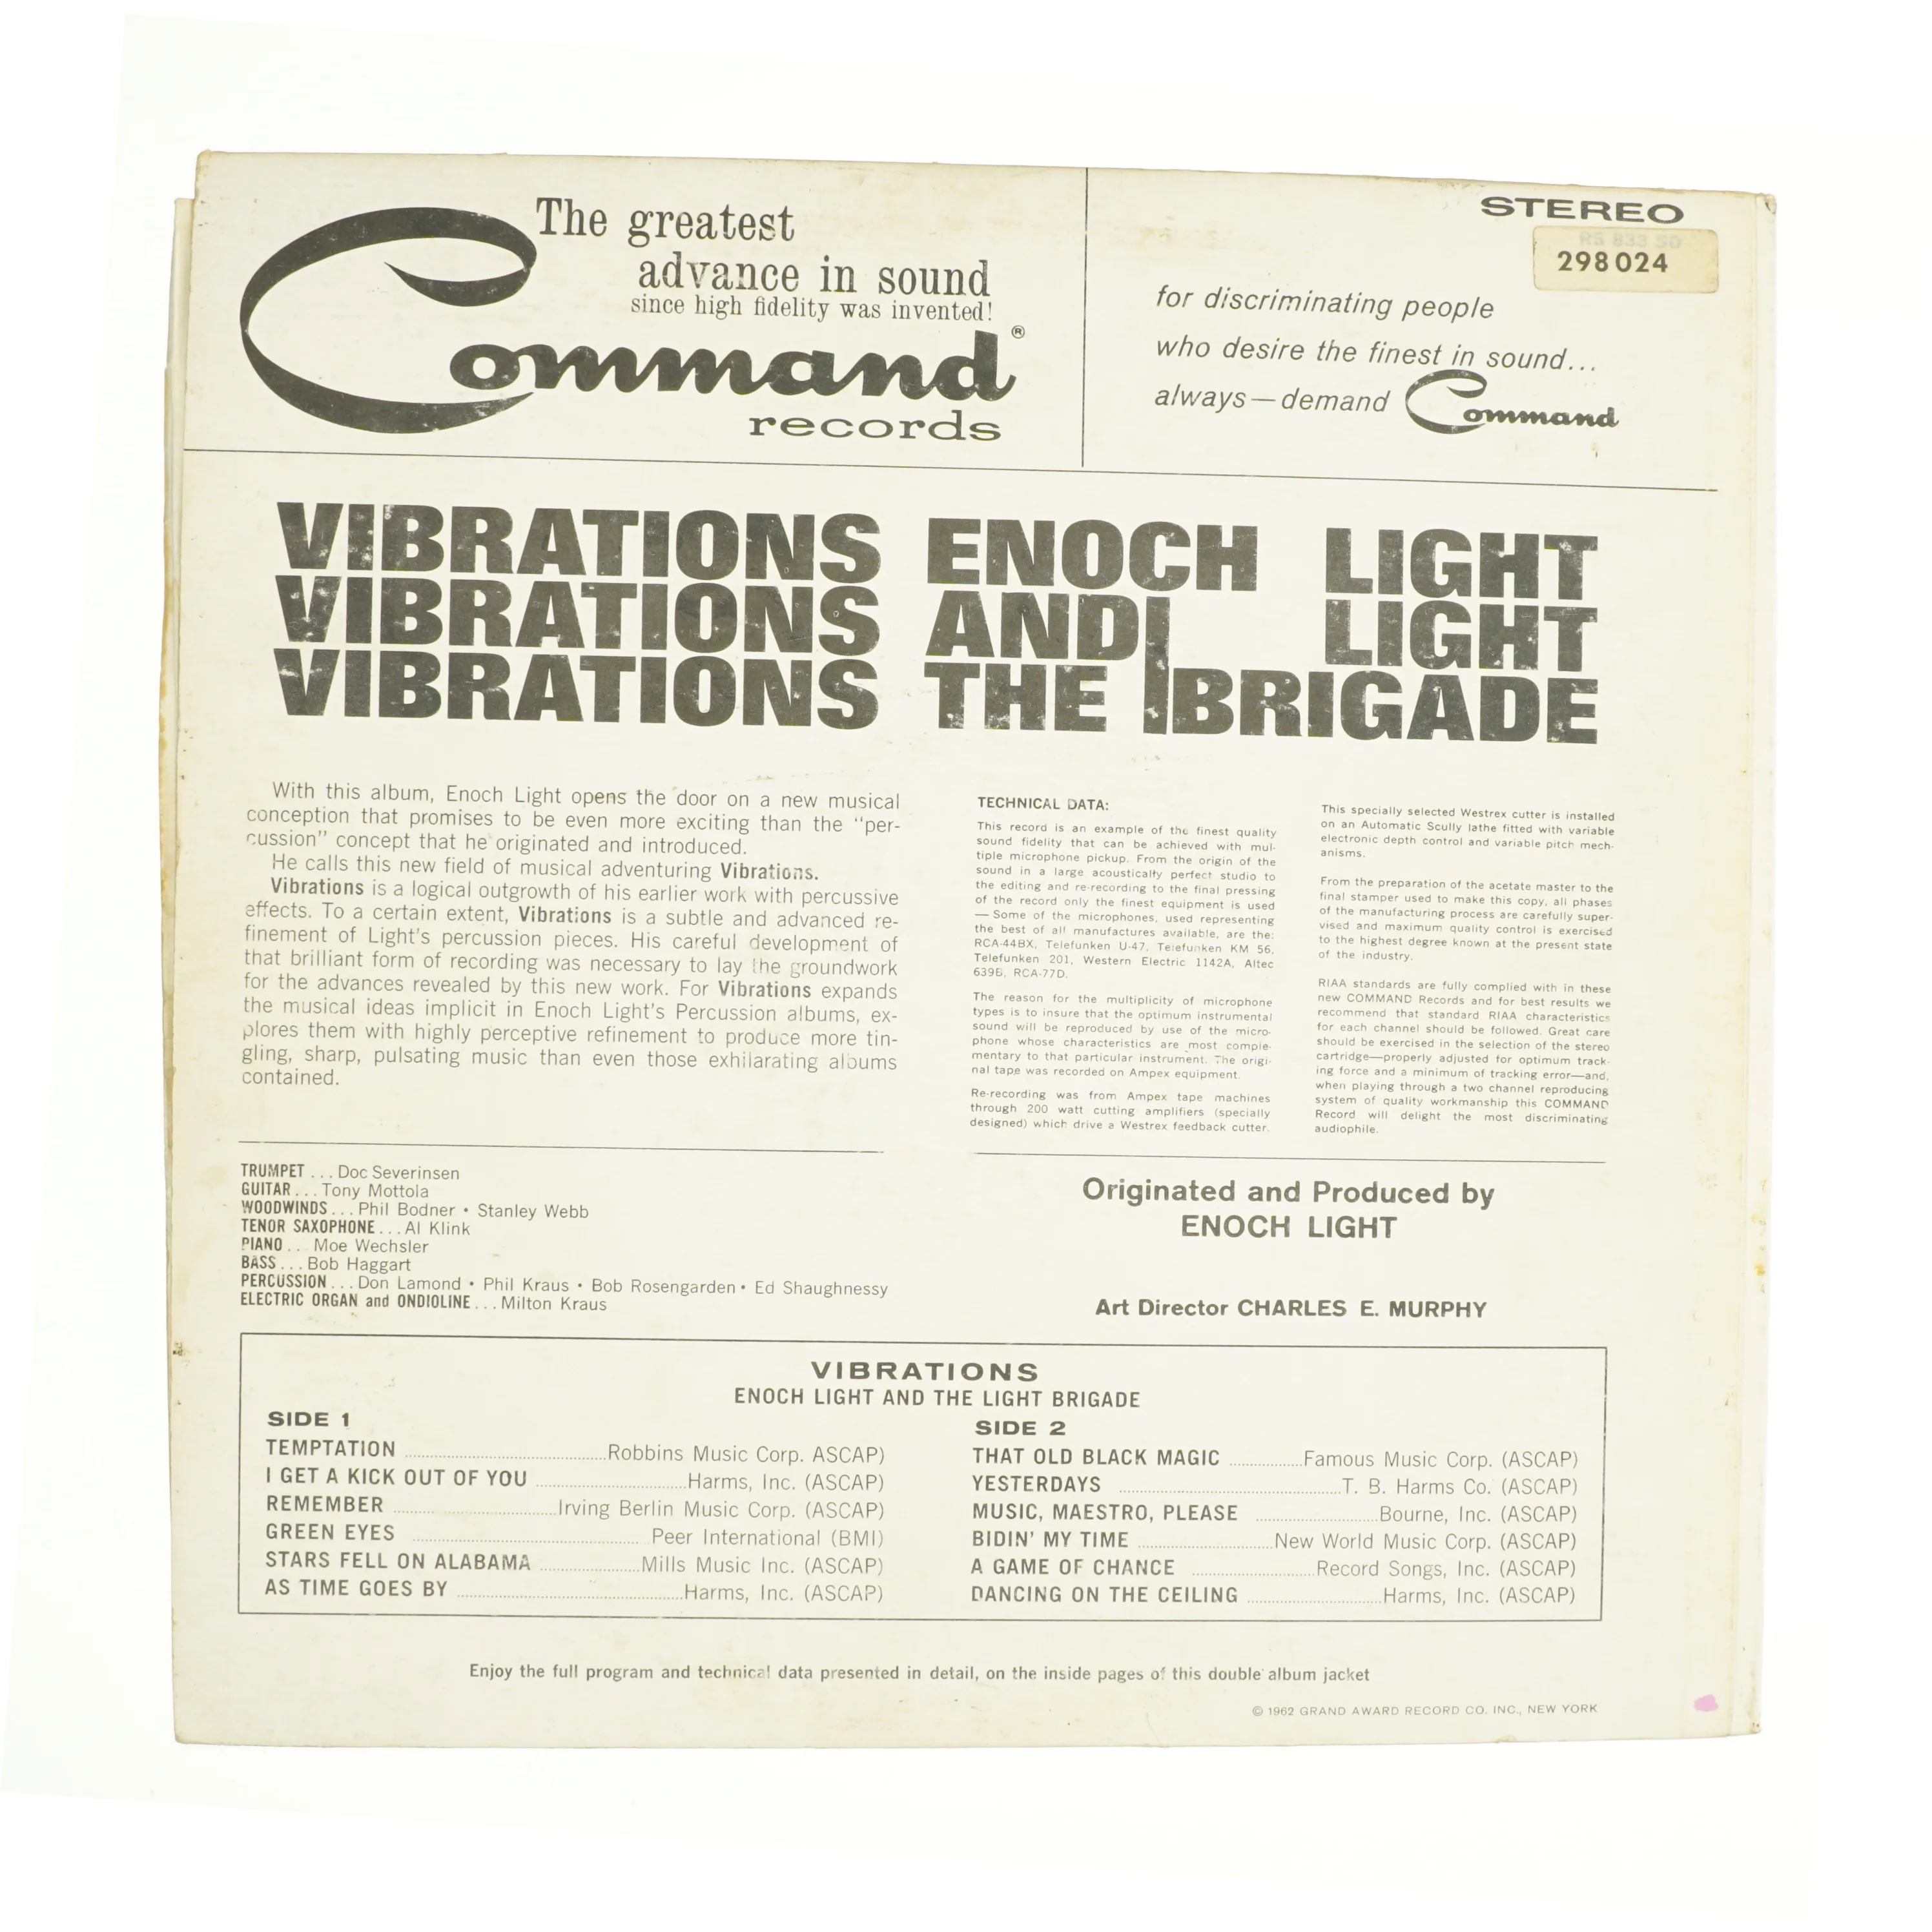 The greatest
advance in sound
since high fidelity was invented!
Command®
records
STEREO
RS 833 SD
298024
for discriminating people
who desire the finest in sound...
always—demand Command
VIBRATIONS ENOCH LIGHT
VIBRATIONS AND LIGHT
VIBRATIONS THE BRIGADE
With this album, Enoch Light opens the door on a new musical
conception that promises to be even more exciting than the "per-
cussion" concept that he originated and introduced.
He calls this new field of musical adventuring Vibrations.
Vibrations is a logical outgrowth of his earlier work with percussive
effects. To a certain extent, Vibrations is a subtle and advanced re-
finement of Light's percussion pieces. His careful development of
that brilliant form of recording was necessary to lay the groundwork
for the advances revealed by this new work. For Vibrations expands
the musical ideas implicit in Enoch Light's Percussion albums, ex-
plores them with highly perceptive refinement to produce more tin-
gling, sharp, pulsating music than even those exhilarating albums
contained.
TECHNICAL DATA:
This record is an example of the finest quality
sound fidelity that can be achieved with mul-
tiple microphone pickup. From the origin of the
sound in a large acoustically perfect studio to
the editing and re-recording to the final pressing
of the record only the finest equipment is used
— Some of the microphones, used representing
the best of all manufactures available, are the:
RCA-44BX, Telefunken U-47, Telefunken KM 56,
Telefunken 201, Western Electric 1142A, Altec
639B, RCA-77D.
The reason for the multiplicity of microphone
types is to insure that the optimum instrumental
sound will be reproduced by use of the micro-
phone whose characteristics are most comple-
mentary to that particular instrument. The origi-
nal tape was recorded on Ampex equipment.
Re-recording was from Ampex tape machines
through 200 watt cutting amplifiers (specially
designed) which drive a Westrex feedback cutter.
This specially selected Westrex cutter is installed
on an Automatic Scully lathe fitted with variable
electronic depth control and variable pitch mech-
anisms.
From the preparation of the acetate master to the
final stamper used to make this copy, all phases
of the manufacturing process are carefully super-
vised and maximum quality control is exercised
to the highest degree known at the present state
of the industry.
RIAA standards are fully complied with in these
new COMMAND Records and for best results we
recommend that standard RIAA characteristics
for each channel should be followed. Great care
should be exercised in the selection of the stereo
cartridge—properly adjusted for optimum track-
ing force and a minimum of tracking error—and,
when playing through a two channel reproducing
system of quality workmanship this COMMAND
Record will delight the most discriminating
audiophile.
TRUMPET ... Doc Severinsen
GUITAR ... Tony Mottola
WOODWINDS ... Phil Bodner • Stanley Webb
TENOR SAXOPHONE ... Al Klink
PIANO ... Moe Wechsler
BASS ... Bob Haggart
PERCUSSION ... Don Lamond • Phil Kraus • Bob Rosengarden • Ed Shaughnessy
ELECTRIC ORGAN and ONDIOLINE ... Milton Kraus
Originated and Produced by
ENOCH LIGHT
Art Director CHARLES E. MURPHY
VIBRATIONS
ENOCH LIGHT AND THE LIGHT BRIGADE
SIDE 1
TEMPTATION ... Robbins Music Corp. ASCAP)
I GET A KICK OUT OF YOU ... Harms, Inc. (ASCAP)
REMEMBER ... Irving Berlin Music Corp. (ASCAP)
GREEN EYES ... Peer International (BMI)
STARS FELL ON ALABAMA ... Mills Music Inc. (ASCAP)
AS TIME GOES BY ... Harms, Inc. (ASCAP)
SIDE 2
THAT OLD BLACK MAGIC ... Famous Music Corp. (ASCAP)
YESTERDAYS ... T. B. Harms Co. (ASCAP)
MUSIC, MAESTRO, PLEASE ... Bourne, Inc. (ASCAP)
BIDIN' MY TIME ... New World Music Corp. (ASCAP)
A GAME OF CHANCE ... Record Songs, Inc. (ASCAP)
DANCING ON THE CEILING ... Harms, Inc. (ASCAP)
Enjoy the full program and technical data presented in detail, on the inside pages of this double album jacket
© 1962 GRAND AWARD RECORD CO. INC., NEW YORK